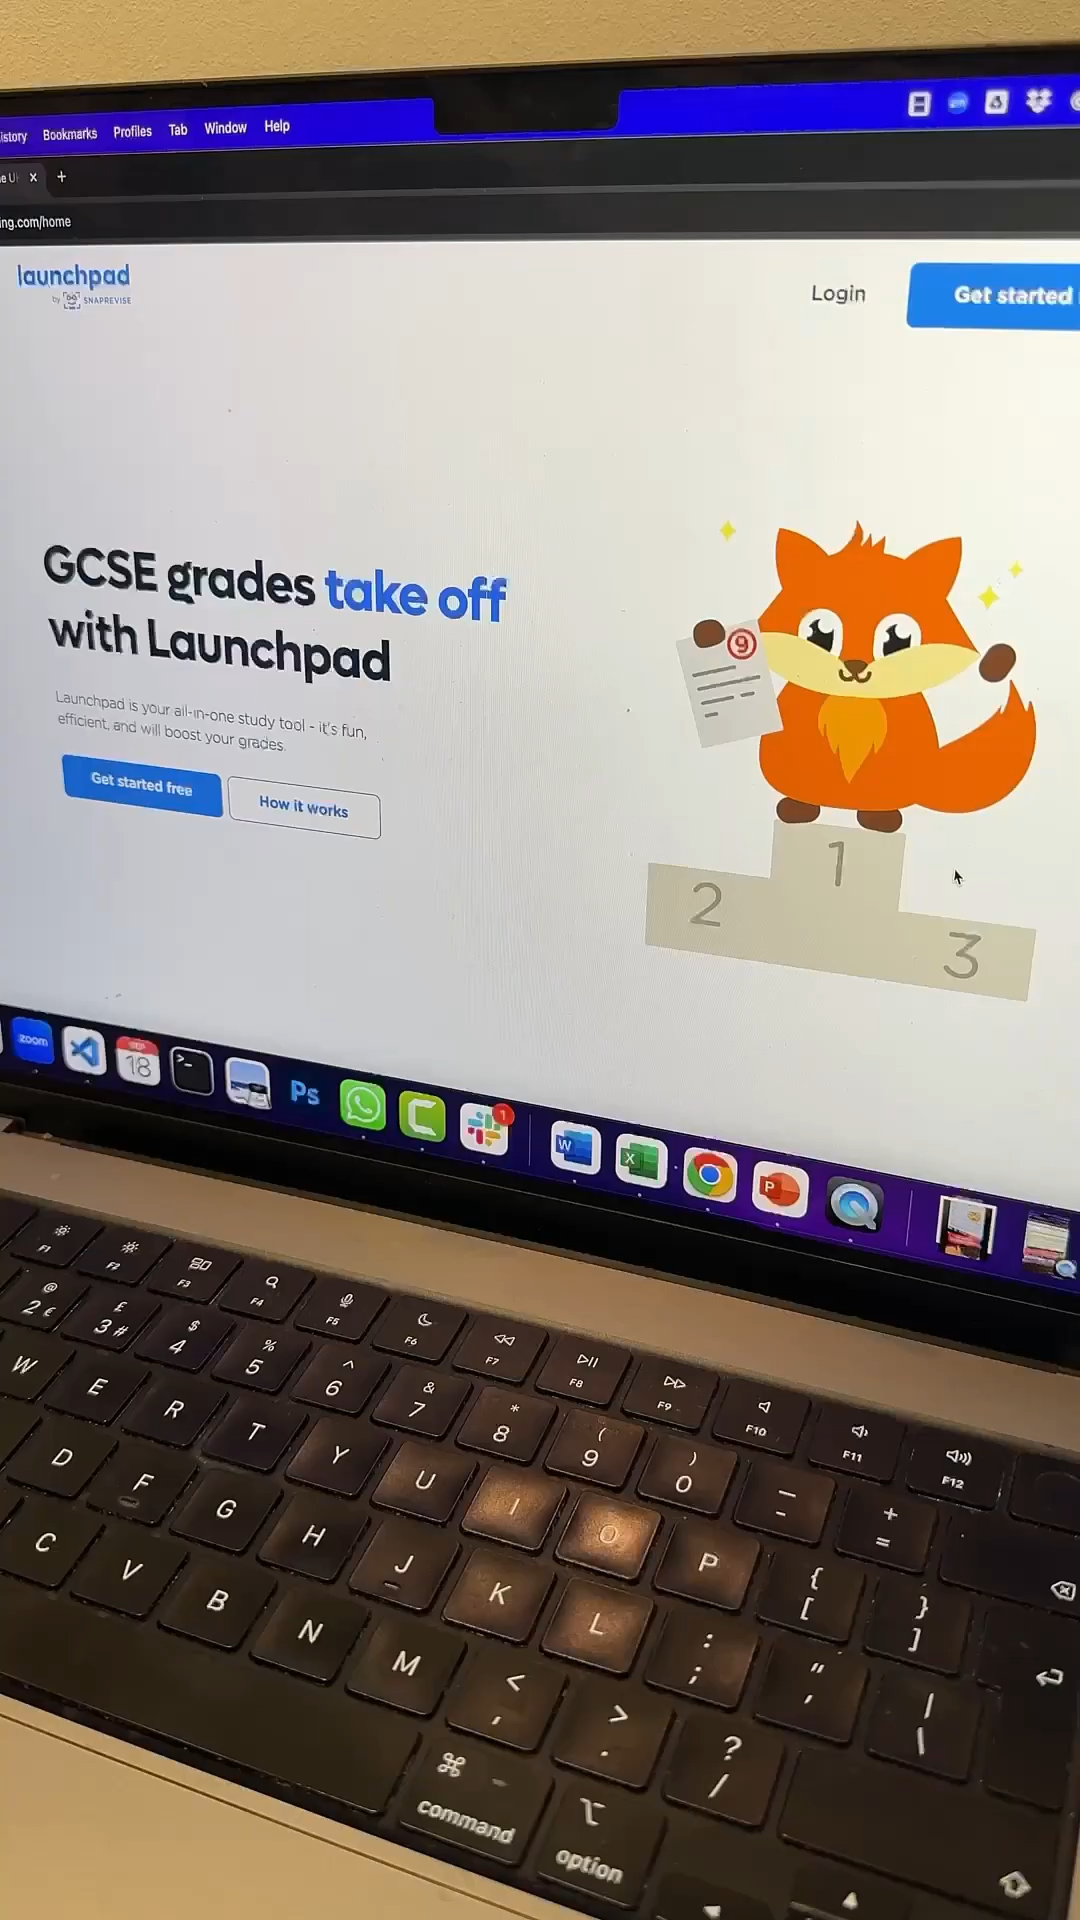 istory Bookmarks Profiles Tab Window Help
ing.com/home
launchpad
by SNAPREVISE
Login
Get started
GCSE grades take off
with Launchpad
Launchpad is your all-in-one study tool - it's fun,
efficient, and will boost your grades.
Get started free
How it works
9
1
2
3
zoom
SEP
18
Ps
1
W
X
P
F1 F2 F3 F4 F5 F6 F7 F8 F9 F10 F11 F12
@ £ $ % ^ & * ( ) _ +
2 € 3 # 4 5 6 7 8 9 0 - =
W E R T Y U I O P { [ } ]
D F G H J K L : ; " ' | \
C V B N M < , > . ? /
⌘ command
⌥ option